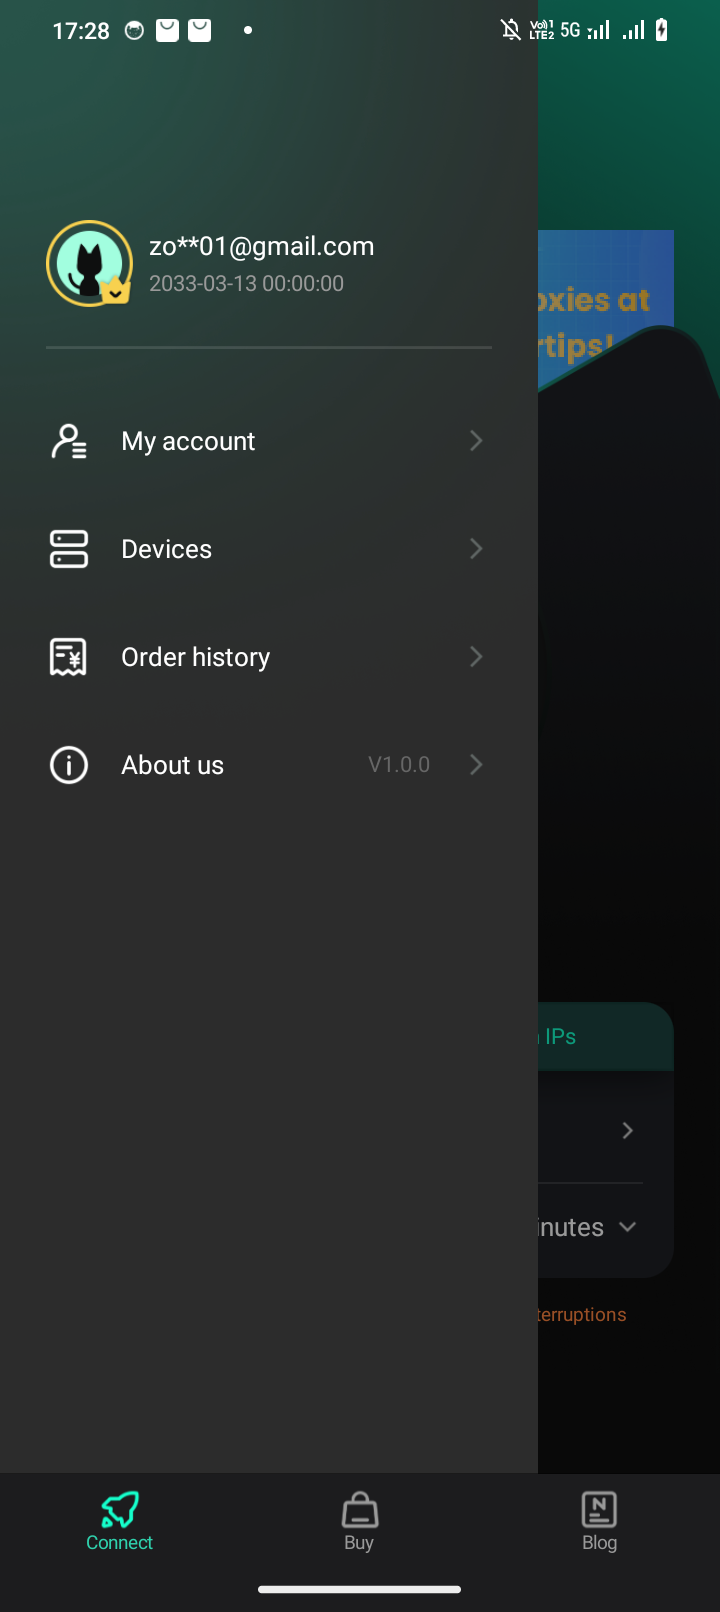 17:28
Vo))1 LTE2 5G
zo**01@gmail.com
2033-03-13 00:00:00
oxies at
rtips!
My account
Devices
Order history
About us V1.0.0
IPs
inutes
terruptions
Connect Buy Blog